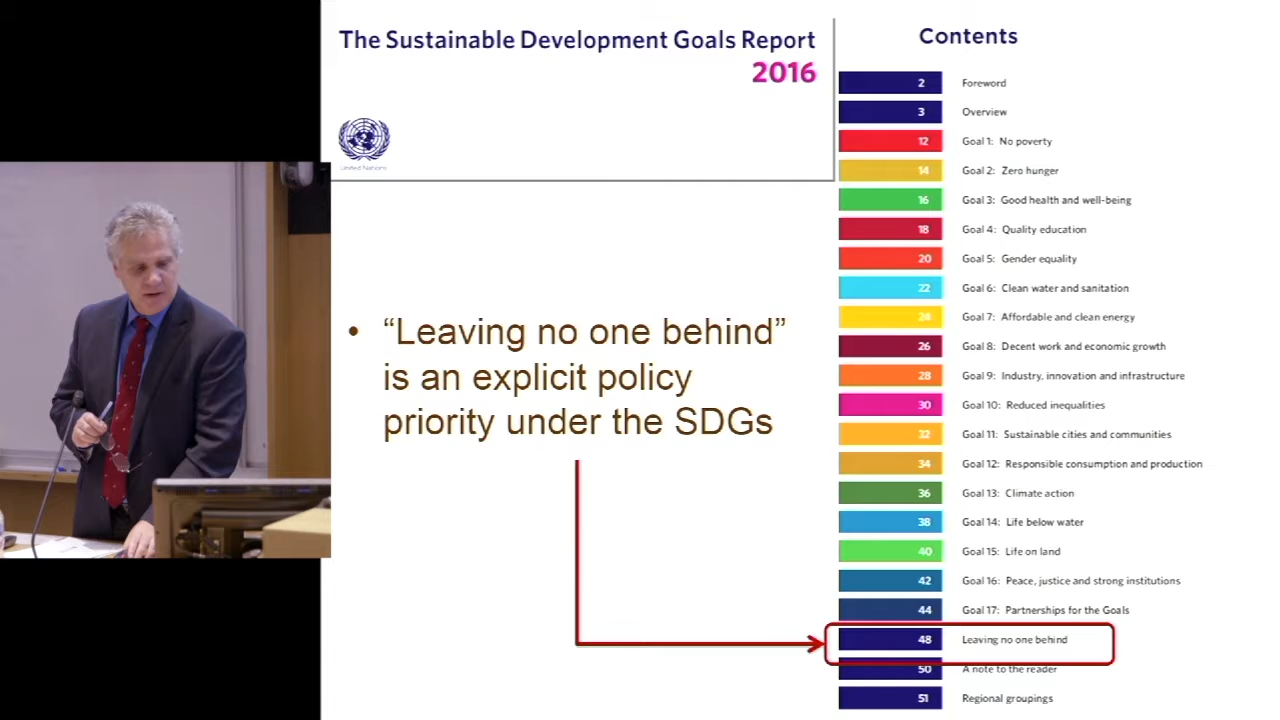 The Sustainable Development Goals Report
2016
United Nations
• “Leaving no one behind”
is an explicit policy
priority under the SDGs
Contents
2 Foreword
3 Overview
12 Goal 1: No poverty
14 Goal 2: Zero hunger
16 Goal 3: Good health and well-being
18 Goal 4: Quality education
20 Goal 5: Gender equality
22 Goal 6: Clean water and sanitation
24 Goal 7: Affordable and clean energy
26 Goal 8: Decent work and economic growth
28 Goal 9: Industry, innovation and infrastructure
30 Goal 10: Reduced inequalities
32 Goal 11: Sustainable cities and communities
34 Goal 12: Responsible consumption and production
36 Goal 13: Climate action
38 Goal 14: Life below water
40 Goal 15: Life on land
42 Goal 16: Peace, justice and strong institutions
44 Goal 17: Partnerships for the Goals
48 Leaving no one behind
50 A note to the reader
51 Regional groupings